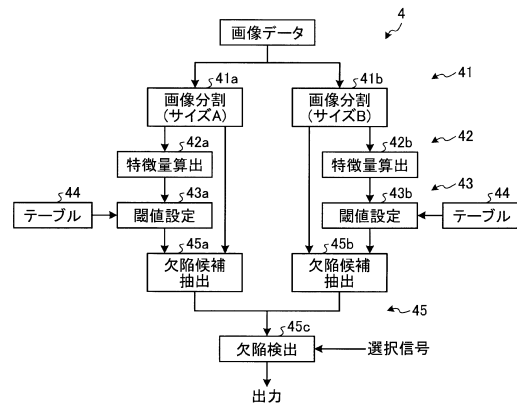 4
画像データ
41a
41b
41
画像分割
(サイズA)
画像分割
(サイズB)
42a
42b
42
特徴量算出
特徴量算出
44
43a
43b
43
44
テーブル
閾値設定
閾値設定
テーブル
45a
45b
欠陥候補
抽出
欠陥候補
抽出
45
45c
欠陥検出
選択信号
出力